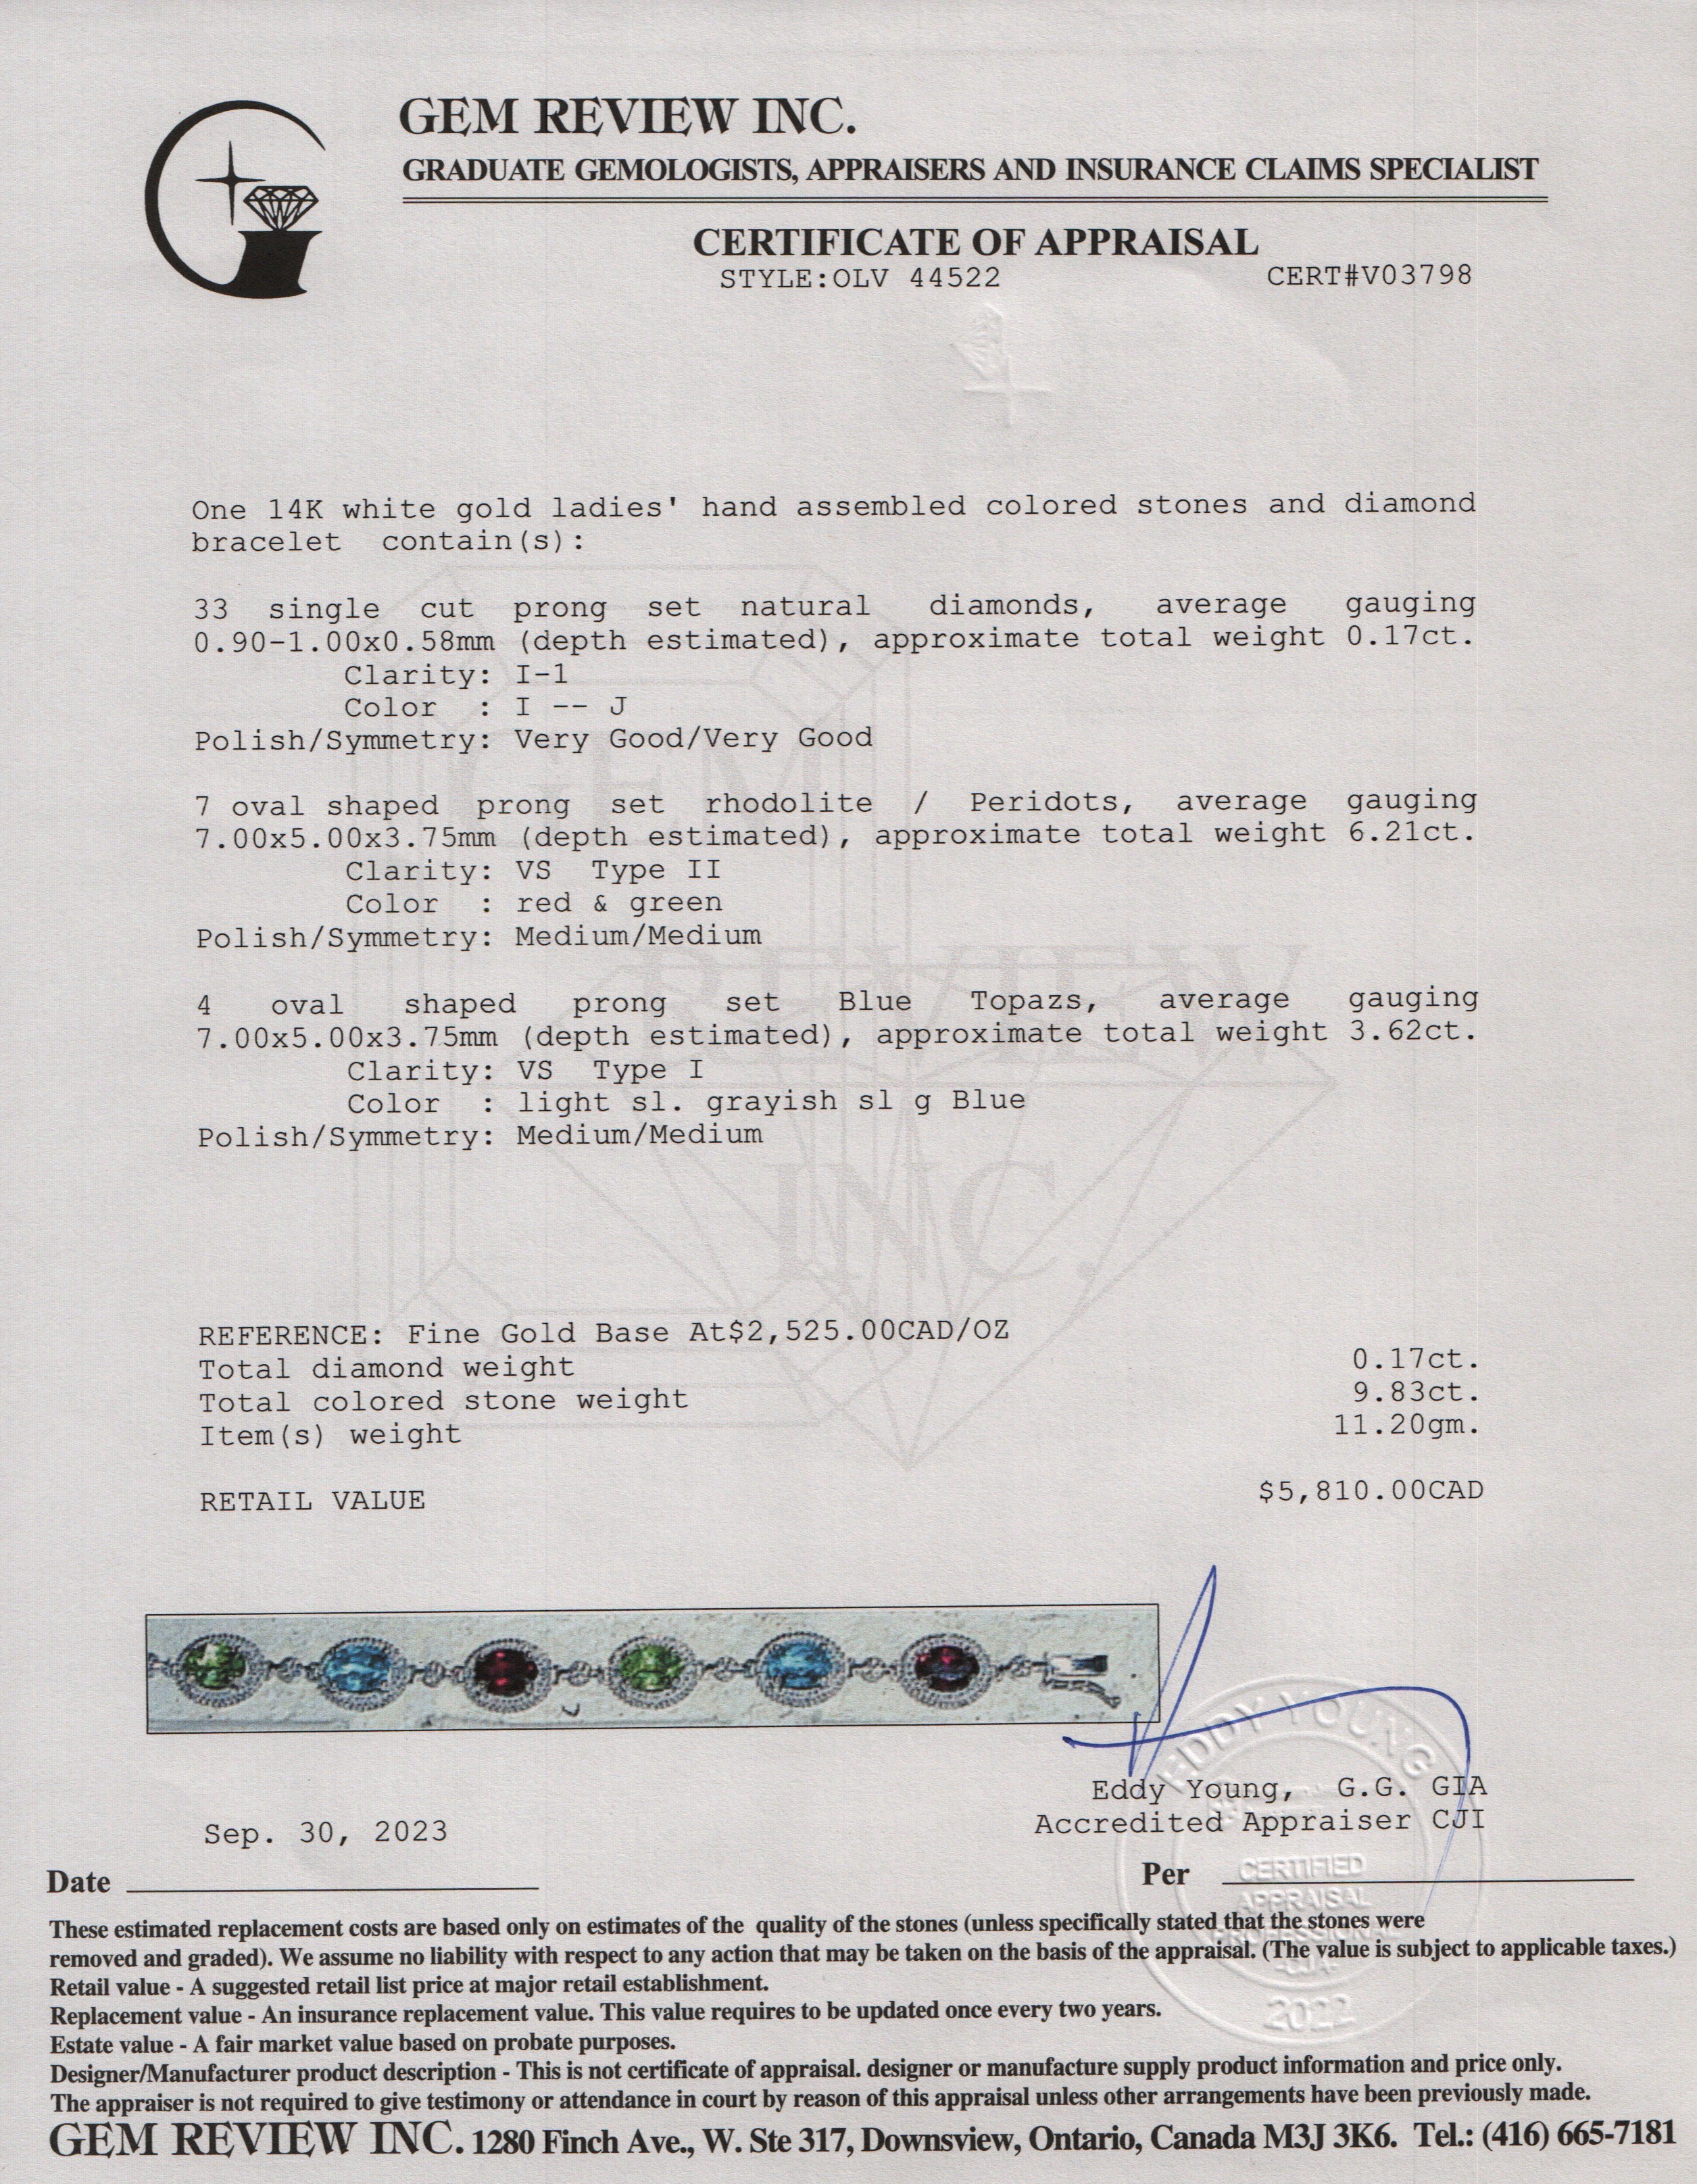 GEM REVIEW INC.
GRADUATE GEMOLOGISTS, APPRAISERS AND INSURANCE CLAIMS SPECIALIST
CERTIFICATE OF APPRAISAL
STYLE:OLV 44522 CERT#V03798
One 14K white gold ladies' hand assembled colored stones and diamond
bracelet contain(s):
33 single cut prong set natural diamonds, average gauging
0.90-1.00x0.58mm (depth estimated), approximate total weight 0.17ct.
Clarity: I-1
Color : I -- J
Polish/Symmetry: Very Good/Very Good
7 oval shaped prong set rhodolite / Peridots, average gauging
7.00x5.00x3.75mm (depth estimated), approximate total weight 6.21ct.
Clarity: VS Type II
Color : red & green
Polish/Symmetry: Medium/Medium
4 oval shaped prong set Blue Topazs, average gauging
7.00x5.00x3.75mm (depth estimated), approximate total weight 3.62ct.
Clarity: VS Type I
Color : light sl. grayish sl g Blue
Polish/Symmetry: Medium/Medium
GEM
REVIEW
INC.
REFERENCE: Fine Gold Base At$2,525.00CAD/OZ
Total diamond weight 0.17ct.
Total colored stone weight 9.83ct.
Item(s) weight 11.20gm.
RETAIL VALUE $5,810.00CAD
EDDY YOUNG
Eddy Young, G.G. GIA
Accredited Appraiser CJI
Sep. 30, 2023
Date
Per
CERTIFIED
APPRAISAL
PROFESSIONAL
-CJA-
2022
These estimated replacement costs are based only on estimates of the quality of the stones (unless specifically stated that the stones were
removed and graded). We assume no liability with respect to any action that may be taken on the basis of the appraisal. (The value is subject to applicable taxes.)
Retail value - A suggested retail list price at major retail establishment.
Replacement value - An insurance replacement value. This value requires to be updated once every two years.
Estate value - A fair market value based on probate purposes.
Designer/Manufacturer product description - This is not certificate of appraisal. designer or manufacture supply product information and price only.
The appraiser is not required to give testimony or attendance in court by reason of this appraisal unless other arrangements have been previously made.
GEM REVIEW INC. 1280 Finch Ave., W. Ste 317, Downsview, Ontario, Canada M3J 3K6. Tel.: (416) 665-7181